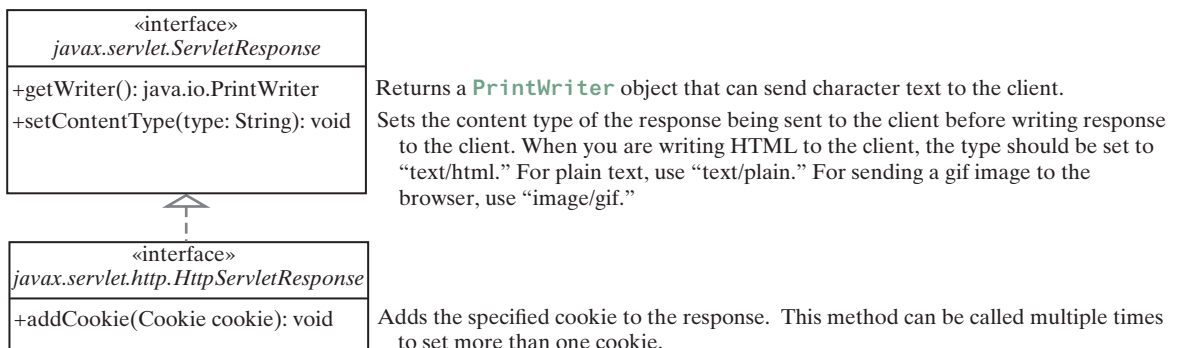 «interface»
javax.servlet.ServletResponse
+getWriter(): java.io.PrintWriter
Returns a PrintWriter object that can send character text to the client.
+setContentType(type: String): void
Sets the content type of the response being sent to the client before writing response
to the client. When you are writing HTML to the client, the type should be set to
“text/html.” For plain text, use “text/plain.” For sending a gif image to the
browser, use “image/gif.”
«interface»
javax.servlet.http.HttpServletResponse
+addCookie(Cookie cookie): void
Adds the specified cookie to the response. This method can be called multiple times
to set more than one cookie.